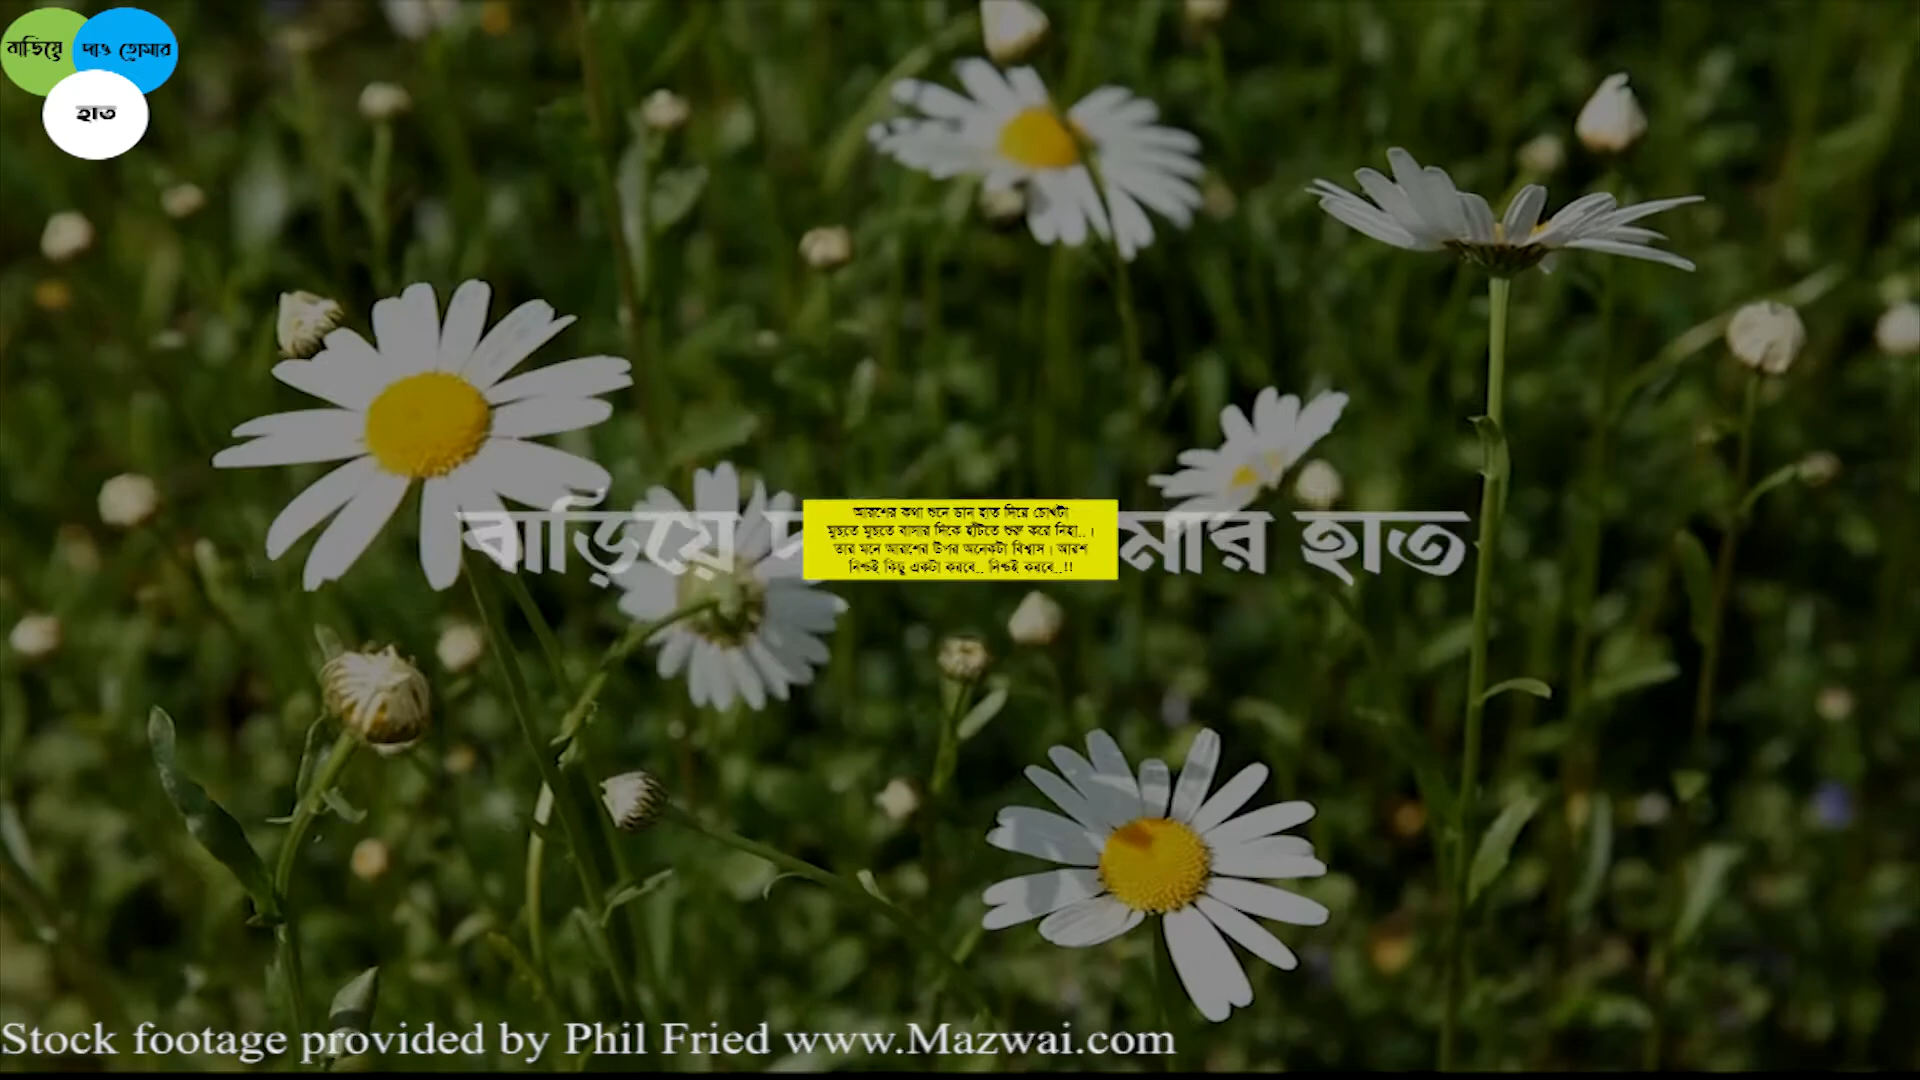 বাড়িয়ে
দাও তোমার
হাত
আরশের কথা শুনে ডান হাত দিয়ে চোখটা
মুছতে মুছতে বাসার দিকে হাঁটতে শুরু করে নিহা..।
তার মনে আরশের উপর অনেকটা বিশ্বাস। আরশ
নিশ্চই কিছু একটা করবে.. নিশ্চই করবে..!!
বাড়িয়ে হাত
Stock footage provided by Phil Fried www.Mazwai.com